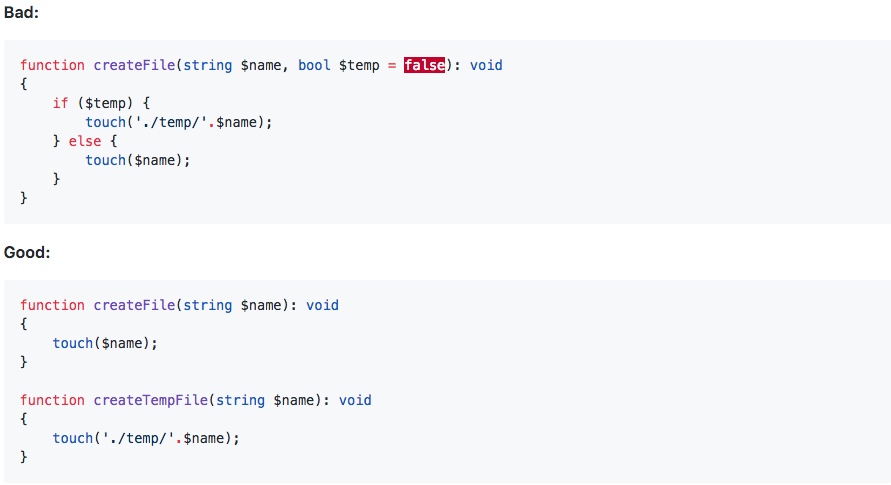 Bad:
function createFile(string $name, bool $temp = false): void
{
    if ($temp) {
        touch('./temp/'.$name);
    } else {
        touch($name);
    }
}
Good:
function createFile(string $name): void
{
    touch($name);
}
function createTempFile(string $name): void
{
    touch('./temp/'.$name);
}